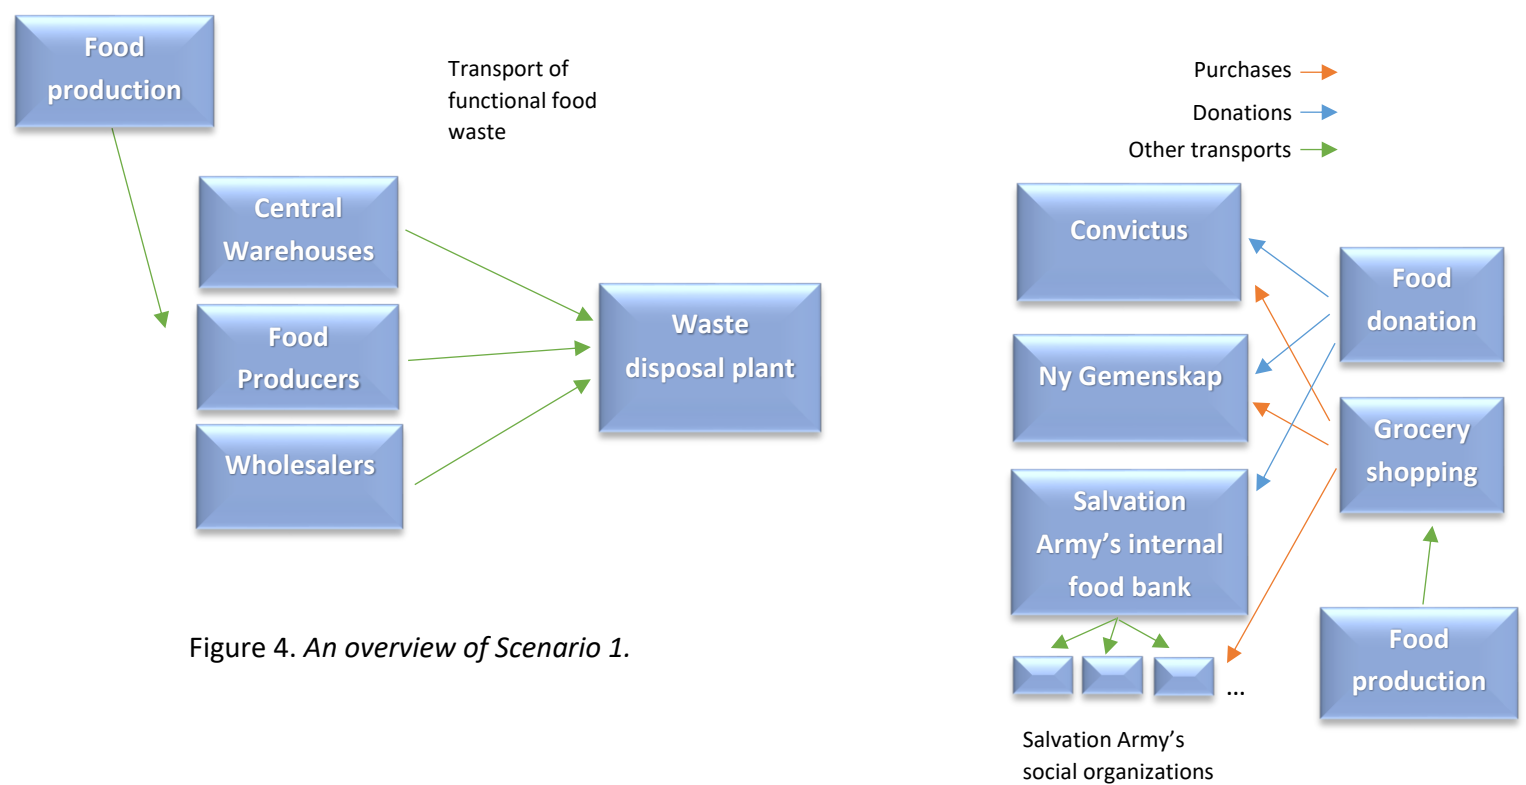 Food
production
Transport of
functional food
waste
Central
Warehouses
Food
Producers
Wholesalers
Waste
disposal plant
Figure 4. An overview of Scenario 1.
Purchases
Donations
Other transports
Convictus
Ny Gemenskap
Salvation
Army’s internal
food bank
...
Salvation Army’s
social organizations
Food
donation
Grocery
shopping
Food
production